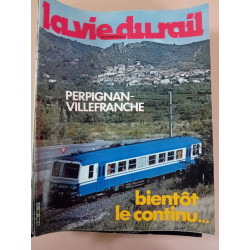 la vie du rail
PERPIGNAN-
VILLEFRANCHE
bientôt
le continu...